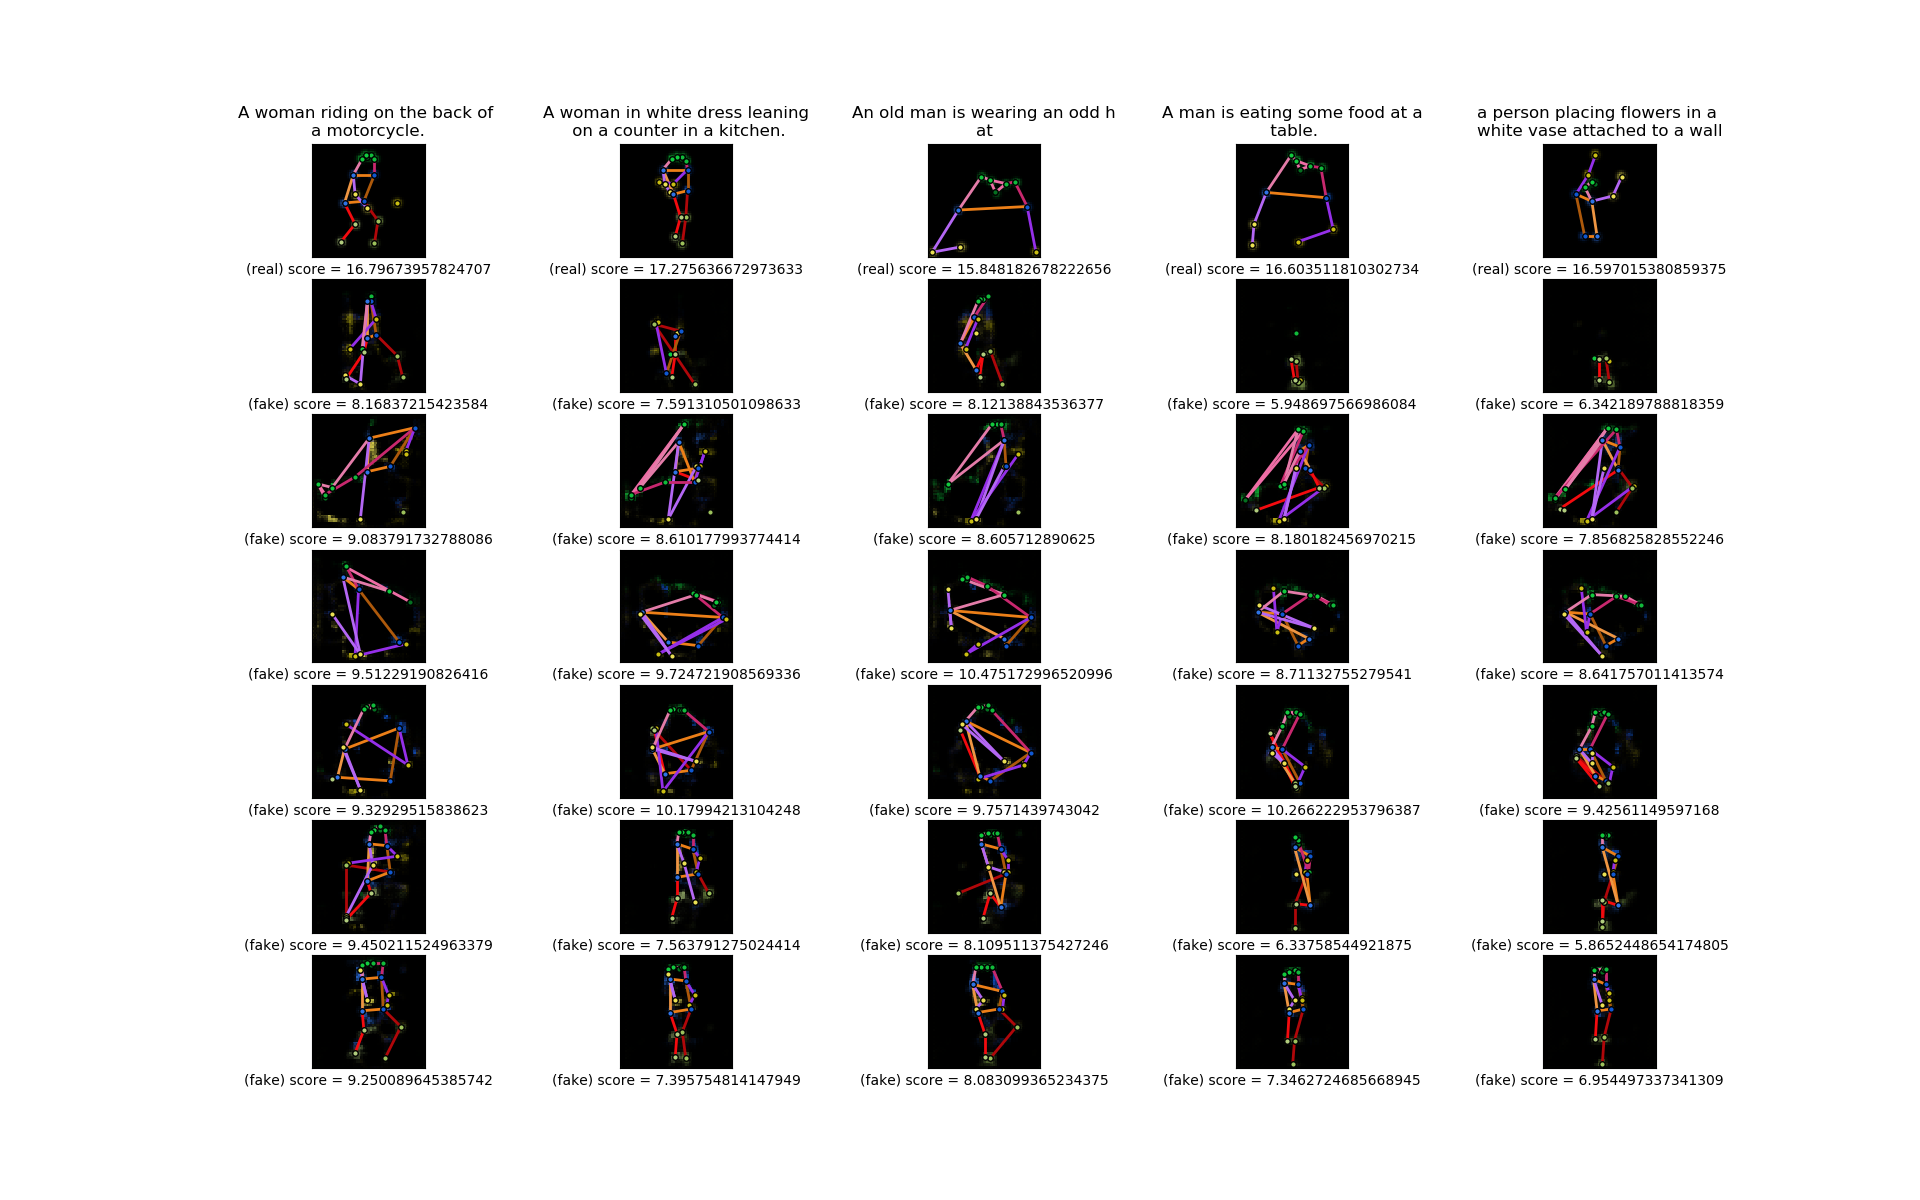 A woman riding on the back of
a motorcycle.
A woman in white dress leaning
on a counter in a kitchen.
An old man is wearing an odd h
at
A man is eating some food at a
table.
a person placing flowers in a
white vase attached to a wall
(real) score = 16.79673957824707
(real) score = 17.275636672973633
(real) score = 15.848182678222656
(real) score = 16.603511810302734
(real) score = 16.597015380859375
(fake) score = 8.16837215423584
(fake) score = 7.591310501098633
(fake) score = 8.12138843536377
(fake) score = 5.948697566986084
(fake) score = 6.342189788818359
(fake) score = 9.083791732788086
(fake) score = 8.610177993774414
(fake) score = 8.605712890625
(fake) score = 8.180182456970215
(fake) score = 7.856825828552246
(fake) score = 9.51229190826416
(fake) score = 9.724721908569336
(fake) score = 10.475172996520996
(fake) score = 8.71132755279541
(fake) score = 8.641757011413574
(fake) score = 9.32929515838623
(fake) score = 10.17994213104248
(fake) score = 9.7571439743042
(fake) score = 10.266222953796387
(fake) score = 9.42561149597168
(fake) score = 9.450211524963379
(fake) score = 7.563791275024414
(fake) score = 8.109511375427246
(fake) score = 6.33758544921875
(fake) score = 5.8652448654174805
(fake) score = 9.250089645385742
(fake) score = 7.395754814147949
(fake) score = 8.083099365234375
(fake) score = 7.3462724685668945
(fake) score = 6.954497337341309